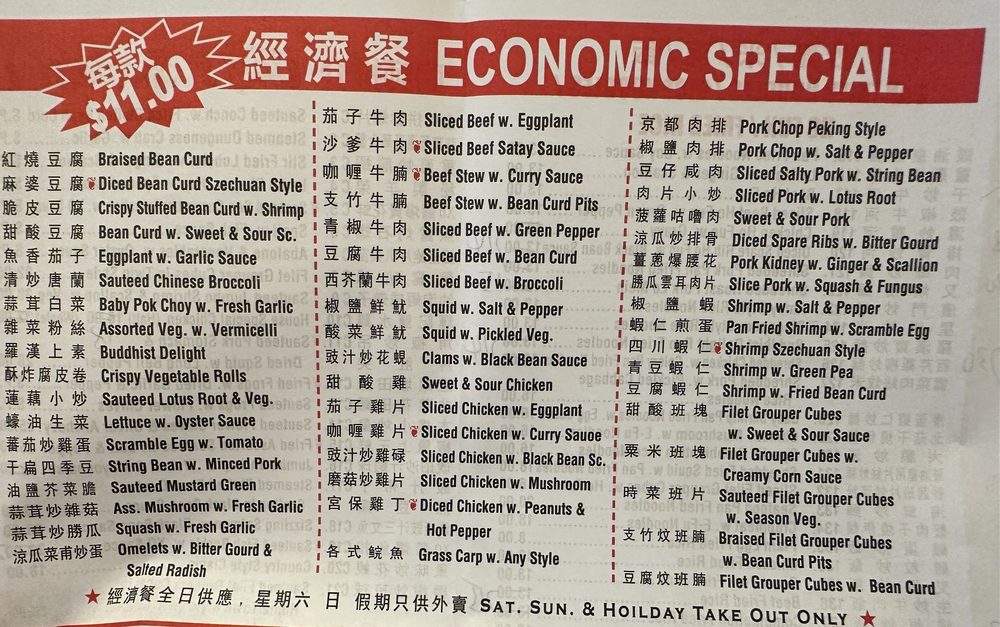 每款
$11.00
經濟餐 ECONOMIC SPECIAL
紅燒豆腐 Braised Bean Curd
麻婆豆腐 Diced Bean Curd Szechuan Style
脆皮豆腐 Crispy Stuffed Bean Curd w. Shrimp
甜酸豆腐 Bean Curd w. Sweet & Sour Sc.
魚香茄子 Eggplant w. Garlic Sauce
清炒唐蘭 Sauteed Chinese Broccoli
蒜茸白菜 Baby Pok Choy w. Fresh Garlic
雜菜粉絲 Assorted Veg. w. Vermicelli
羅漢上素 Buddhist Delight
酥炸腐皮卷 Crispy Vegetable Rolls
蓮藕小炒 Sauteed Lotus Root & Veg.
蠔油生菜 Lettuce w. Oyster Sauce
蕃茄炒雞蛋 Scramble Egg w. Tomato
干扁四季豆 String Bean w. Minced Pork
油鹽芥菜膽 Sauteed Mustard Green
蒜茸炒雜菇 Ass. Mushroom w. Fresh Garlic
蒜茸炒勝瓜 Squash w. Fresh Garlic
涼瓜菜甫炒蛋 Omelets w. Bitter Gourd &
Salted Radish
茄子牛肉 Sliced Beef w. Eggplant
沙爹牛肉 Sliced Beef Satay Sauce
咖喱牛腩 Beef Stew w. Curry Sauce
支竹牛腩 Beef Stew w. Bean Curd Pits
青椒牛肉 Sliced Beef w. Green Pepper
豆腐牛肉 Sliced Beef w. Bean Curd
西芥蘭牛肉 Sliced Beef w. Broccoli
椒鹽鮮魷 Squid w. Salt & Pepper
酸菜鮮魷 Squid w. Pickled Veg.
豉汁炒花蜆 Clams w. Black Bean Sauce
甜酸雞 Sweet & Sour Chicken
茄子雞片 Sliced Chicken w. Eggplant
咖喱雞片 Sliced Chicken w. Curry Sauoe
豉汁炒雞碌 Sliced Chicken w. Black Bean Sc.
磨菇炒雞片 Sliced Chicken w. Mushroom
宮保雞丁 Diced Chicken w. Peanuts &
Hot Pepper
各式鯇魚 Grass Carp w. Any Style
京都肉排 Pork Chop Peking Style
椒鹽肉排 Pork Chop w. Salt & Pepper
豆仔咸肉 Sliced Salty Pork w. String Bean
肉片小炒 Sliced Pork w. Lotus Root
菠蘿咕嚕肉 Sweet & Sour Pork
涼瓜炒排骨 Diced Spare Ribs w. Bitter Gourd
薑蔥爆腰花 Pork Kidney w. Ginger & Scallion
勝瓜雲耳肉片 Slice Pork w. Squash & Fungus
椒鹽蝦 Shrimp w. Salt & Pepper
蝦仁煎蛋 Pan Fried Shrimp w. Scramble Egg
四川蝦仁 Shrimp Szechuan Style
青豆蝦仁 Shrimp w. Green Pea
豆腐蝦仁 Shrimp w. Fried Bean Curd
甜酸班塊 Filet Grouper Cubes
w. Sweet & Sour Sauce
粟米班塊 Filet Grouper Cubes w.
Creamy Corn Sauce
時菜班片 Sauteed Filet Grouper Cubes
w. Season Veg.
支竹炆班腩 Braised Filet Grouper Cubes
w. Bean Curd Pits
豆腐炆班腩 Filet Grouper Cubes w. Bean Curd
★ 經濟餐全日供應，星期六 日 假期只供外賣 SAT. SUN. & HOILDAY TAKE OUT ONLY ★